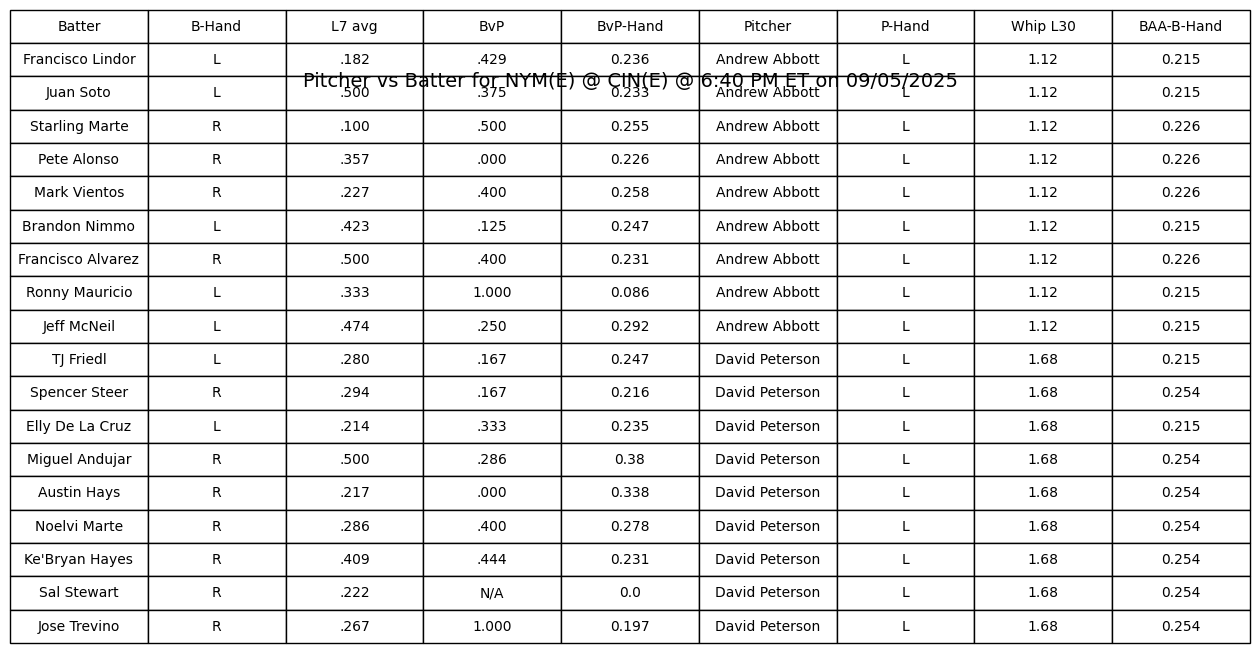 Batter B-Hand L7 avg BvP BvP-Hand Pitcher P-Hand Whip L30 BAA-B-Hand
Francisco Lindor L .182 .429 0.236 Andrew Abbott L 1.12 0.215
Pitcher vs Batter for NYM(E) @ CIN(E) @ 6:40 PM ET on 09/05/2025
Juan Soto L .500 .375 0.233 Andrew Abbott L 1.12 0.215
Starling Marte R .100 .500 0.255 Andrew Abbott L 1.12 0.226
Pete Alonso R .357 .000 0.226 Andrew Abbott L 1.12 0.226
Mark Vientos R .227 .400 0.258 Andrew Abbott L 1.12 0.226
Brandon Nimmo L .423 .125 0.247 Andrew Abbott L 1.12 0.215
Francisco Alvarez R .500 .400 0.231 Andrew Abbott L 1.12 0.226
Ronny Mauricio L .333 1.000 0.086 Andrew Abbott L 1.12 0.215
Jeff McNeil L .474 .250 0.292 Andrew Abbott L 1.12 0.215
TJ Friedl L .280 .167 0.247 David Peterson L 1.68 0.215
Spencer Steer R .294 .167 0.216 David Peterson L 1.68 0.254
Elly De La Cruz L .214 .333 0.235 David Peterson L 1.68 0.215
Miguel Andujar R .500 .286 0.38 David Peterson L 1.68 0.254
Austin Hays R .217 .000 0.338 David Peterson L 1.68 0.254
Noelvi Marte R .286 .400 0.278 David Peterson L 1.68 0.254
Ke'Bryan Hayes R .409 .444 0.231 David Peterson L 1.68 0.254
Sal Stewart R .222 N/A 0.0 David Peterson L 1.68 0.254
Jose Trevino R .267 1.000 0.197 David Peterson L 1.68 0.254